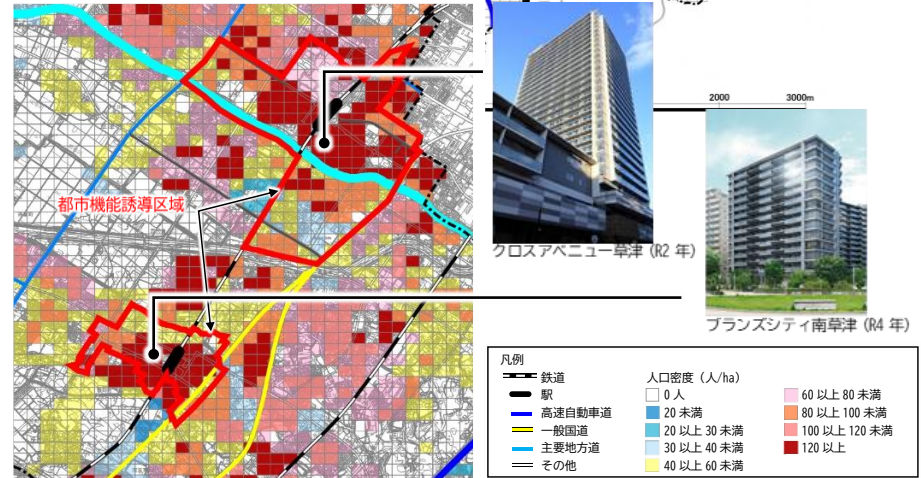 2000 3000m
都市機能誘導区域
クロスアベニュー草津 (R2 年)
ブランズシティ南草津 (R4 年)
凡例
鉄道
駅
高速自動車道
一般国道
主要地方道
その他
人口密度 (人/ha)
0 人
20 未満
20 以上 30 未満
30 以上 40 未満
40 以上 60 未満
60 以上 80 未満
80 以上 100 未満
100 以上 120 未満
120 以上